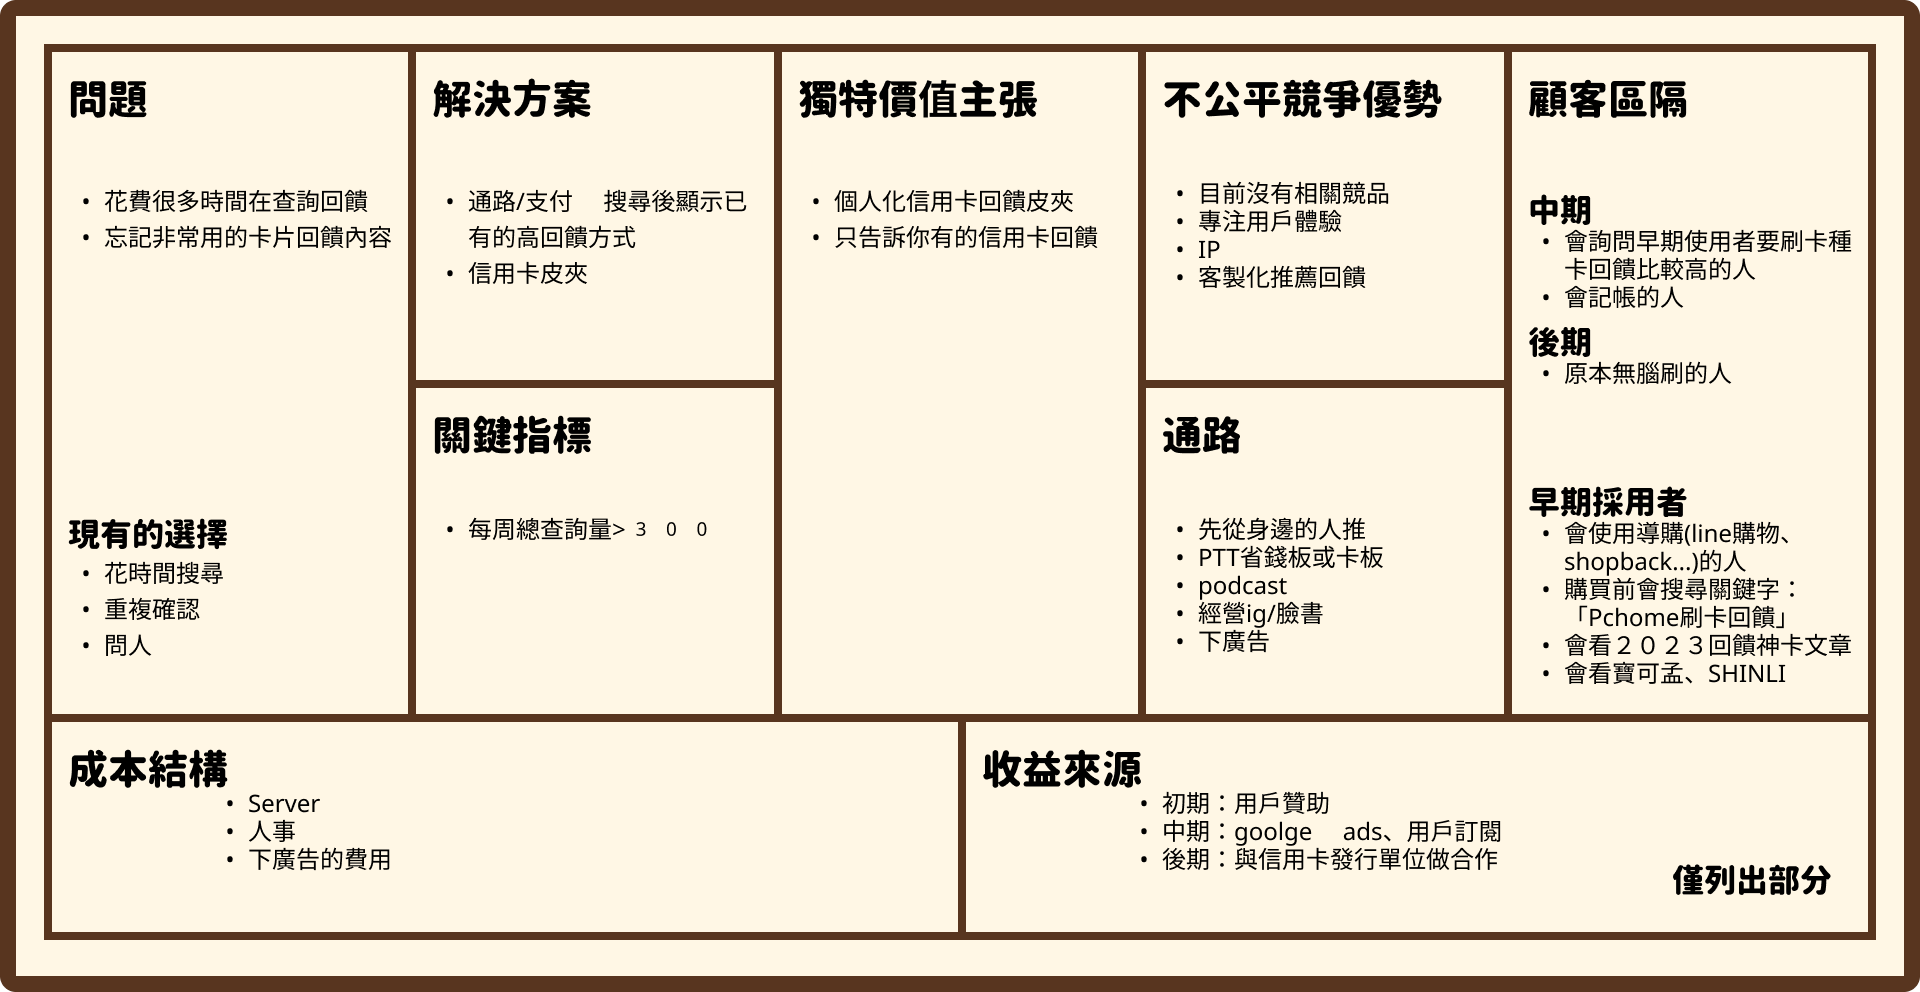 問題
• 花費很多時間在查詢回饋
• 忘記非常用的卡片回饋內容
現有的選擇
• 花時間搜尋
• 重複確認
• 問人
解決方案
• 通路/支付　搜尋後顯示已
有的高回饋方式
• 信用卡皮夾
關鍵指標
• 每周總查詢量>３００
獨特價值主張
• 個人化信用卡回饋皮夾
• 只告訴你有的信用卡回饋
不公平競爭優勢
• 目前沒有相關競品
• 專注用戶體驗
• IP
• 客製化推薦回饋
通路
• 先從身邊的人推
• PTT省錢板或卡板
• podcast
• 經營ig/臉書
• 下廣告
顧客區隔
中期
• 會詢問早期使用者要刷卡種
卡回饋比較高的人
• 會記帳的人
後期
• 原本無腦刷的人
早期採用者
• 會使用導購(line購物、
shopback...)的人
• 購買前會搜尋關鍵字：
「Pchome刷卡回饋」
• 會看２０２３回饋神卡文章
• 會看寶可孟、SHINLI
成本結構
• Server
• 人事
• 下廣告的費用
收益來源
• 初期：用戶贊助
• 中期：goolge　ads、用戶訂閱
• 後期：與信用卡發行單位做合作
僅列出部分